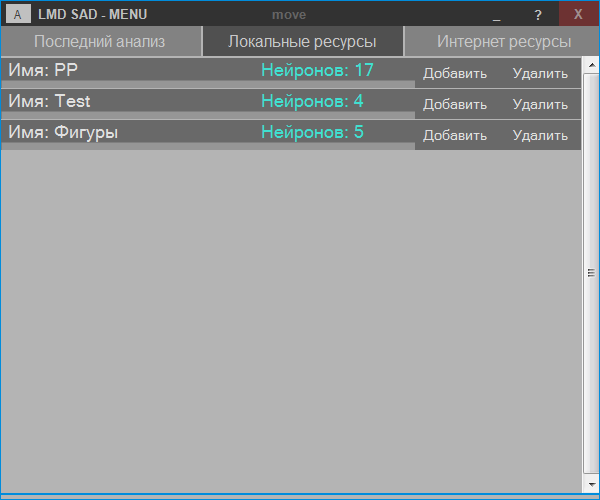 A LMD SAD - MENU move _ ? X
Последний анализ Локальные ресурсы Интернет ресурсы
Имя: PP Нейронов: 17 Добавить Удалить
Имя: Test Нейронов: 4 Добавить Удалить
Имя: Фигуры Нейронов: 5 Добавить Удалить